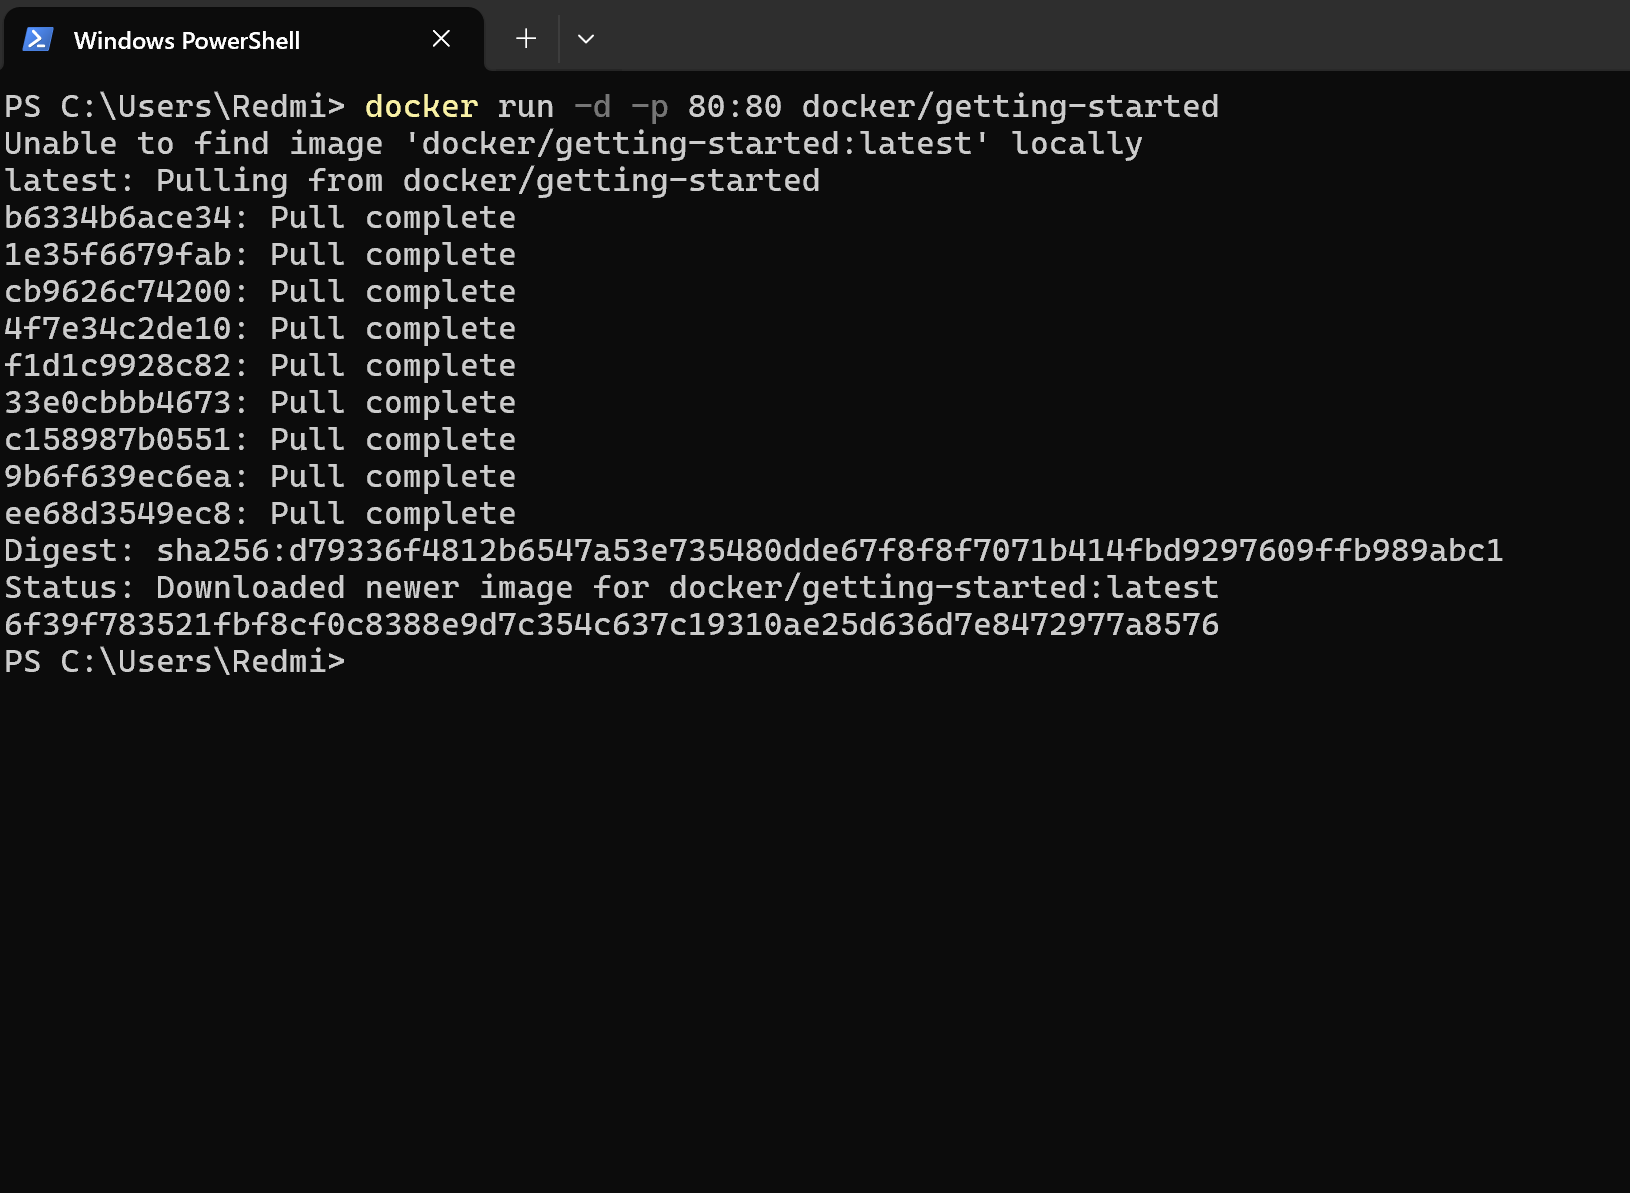 Windows PowerShell
PS C:\Users\Redmi> docker run -d -p 80:80 docker/getting-started
Unable to find image 'docker/getting-started:latest' locally
latest: Pulling from docker/getting-started
b6334b6ace34: Pull complete
1e35f6679fab: Pull complete
cb9626c74200: Pull complete
4f7e34c2de10: Pull complete
f1d1c9928c82: Pull complete
33e0cbbb4673: Pull complete
c158987b0551: Pull complete
9b6f639ec6ea: Pull complete
ee68d3549ec8: Pull complete
Digest: sha256:d79336f4812b6547a53e735480dde67f8f8f7071b414fbd9297609ffb989abc1
Status: Downloaded newer image for docker/getting-started:latest
6f39f783521fbf8cf0c8388e9d7c354c637c19310ae25d636d7e8472977a8576
PS C:\Users\Redmi>